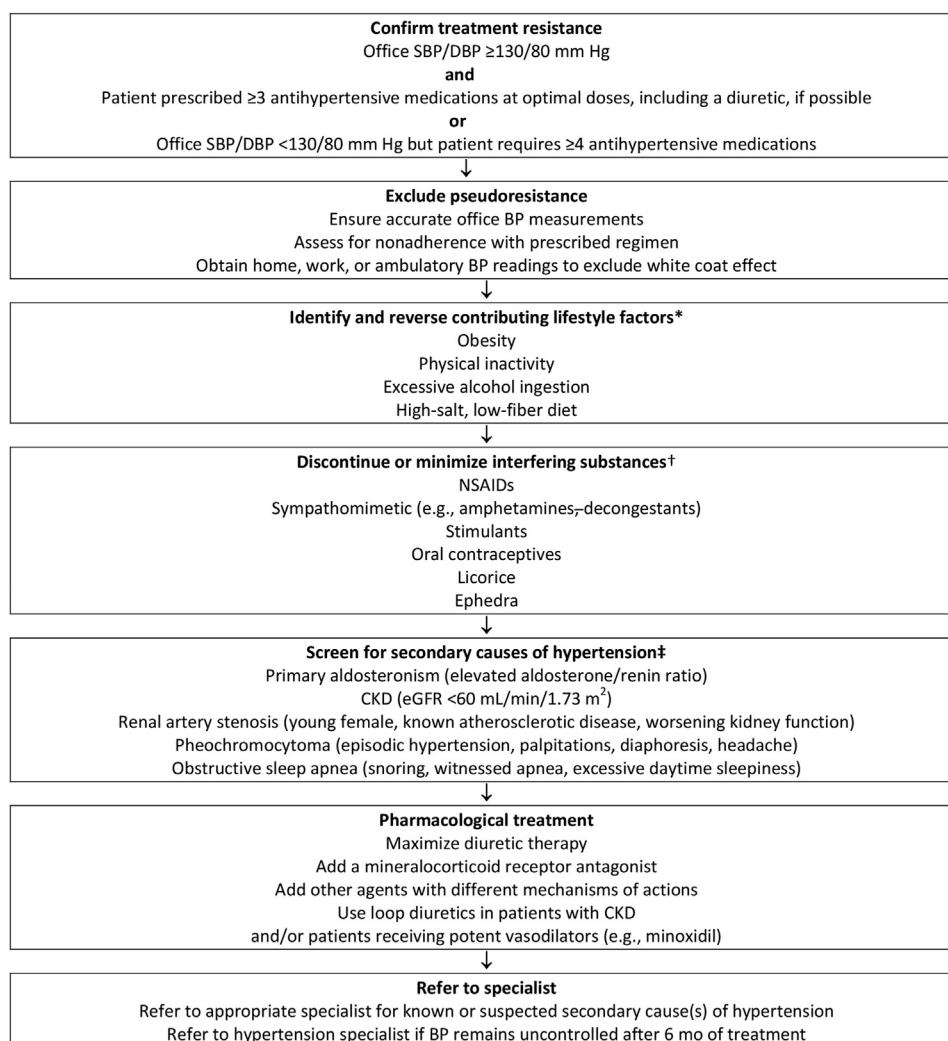 Confirm treatment resistance
Office SBP/DBP ≥130/80 mm Hg
and
Patient prescribed ≥3 antihypertensive medications at optimal doses, including a diuretic, if possible
or
Office SBP/DBP <130/80 mm Hg but patient requires ≥4 antihypertensive medications
↓
Exclude pseudoresistance
Ensure accurate office BP measurements
Assess for nonadherence with prescribed regimen
Obtain home, work, or ambulatory BP readings to exclude white coat effect
↓
Identify and reverse contributing lifestyle factors*
Obesity
Physical inactivity
Excessive alcohol ingestion
High-salt, low-fiber diet
↓
Discontinue or minimize interfering substances†
NSAIDs
Sympathomimetic (e.g., amphetamines, decongestants)
Stimulants
Oral contraceptives
Licorice
Ephedra
↓
Screen for secondary causes of hypertension‡
Primary aldosteronism (elevated aldosterone/renin ratio)
CKD (eGFR <60 mL/min/1.73 m²)
Renal artery stenosis (young female, known atherosclerotic disease, worsening kidney function)
Pheochromocytoma (episodic hypertension, palpitations, diaphoresis, headache)
Obstructive sleep apnea (snoring, witnessed apnea, excessive daytime sleepiness)
↓
Pharmacological treatment
Maximize diuretic therapy
Add a mineralocorticoid receptor antagonist
Add other agents with different mechanisms of actions
Use loop diuretics in patients with CKD
and/or patients receiving potent vasodilators (e.g., minoxidil)
↓
Refer to specialist
Refer to appropriate specialist for known or suspected secondary cause(s) of hypertension
Refer to hypertension specialist if BP remains uncontrolled after 6 mo of treatment